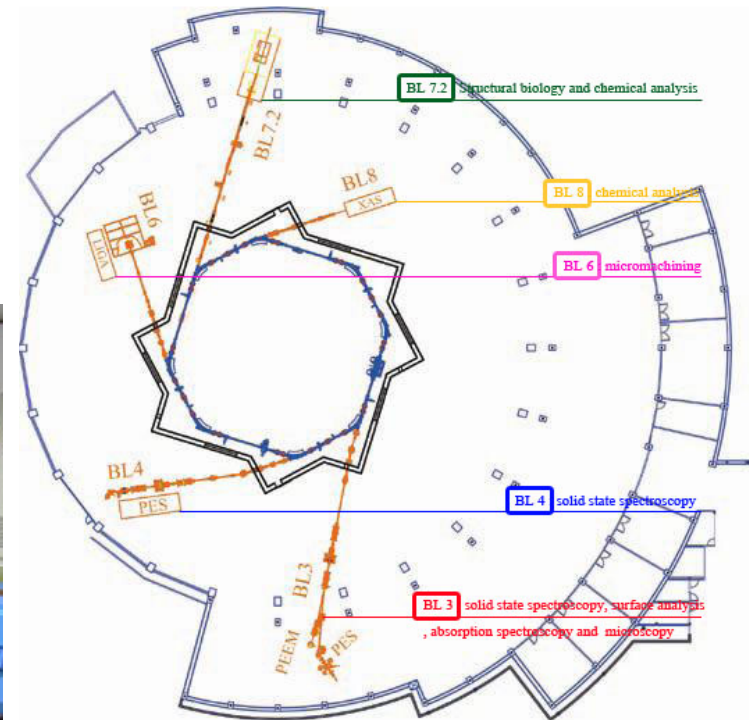 BL 7.2 Structural biology and chemical analysis
BL7.2
BL8
XAS
BL 8 chemical analysis
BL6
LIGA
BL 6 micromachining
BL4
PES
BL 4 solid state spectroscopy
BL3
BL 3 solid state spectroscopy, surface analysis
, absorption spectroscopy and microscopy
PEEM
PES